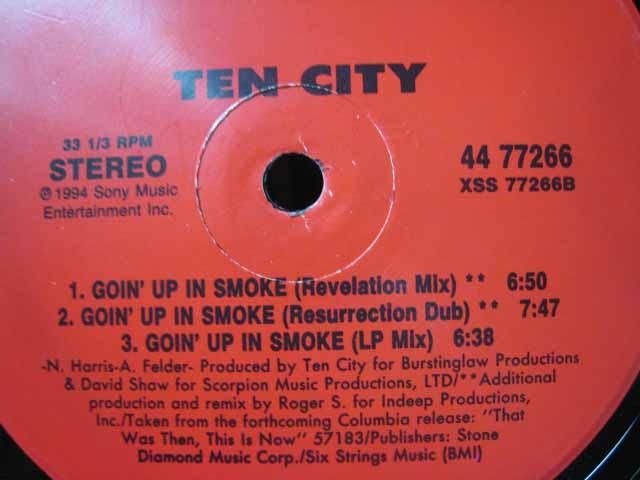 TEN CITY
33 1/3 RPM
STEREO
℗ 1994 Sony Music
Entertainment Inc.
44 77266
XSS 77266B
1. GOIN' UP IN SMOKE (Revelation Mix) ** 6:50
2. GOIN' UP IN SMOKE (Resurrection Dub) ** 7:47
3. GOIN' UP IN SMOKE (LP Mix) 6:38
-N. Harris-A. Felder- Produced by Ten City for Burstinglaw Productions
& David Shaw for Scorpion Music Productions, LTD/**Additional
production and remix by Roger S. for Indeep Productions,
Inc./Taken from the forthcoming Columbia release: "That
Was Then, This Is Now" 57183/Publishers: Stone
Diamond Music Corp./Six Strings Music (BMI)